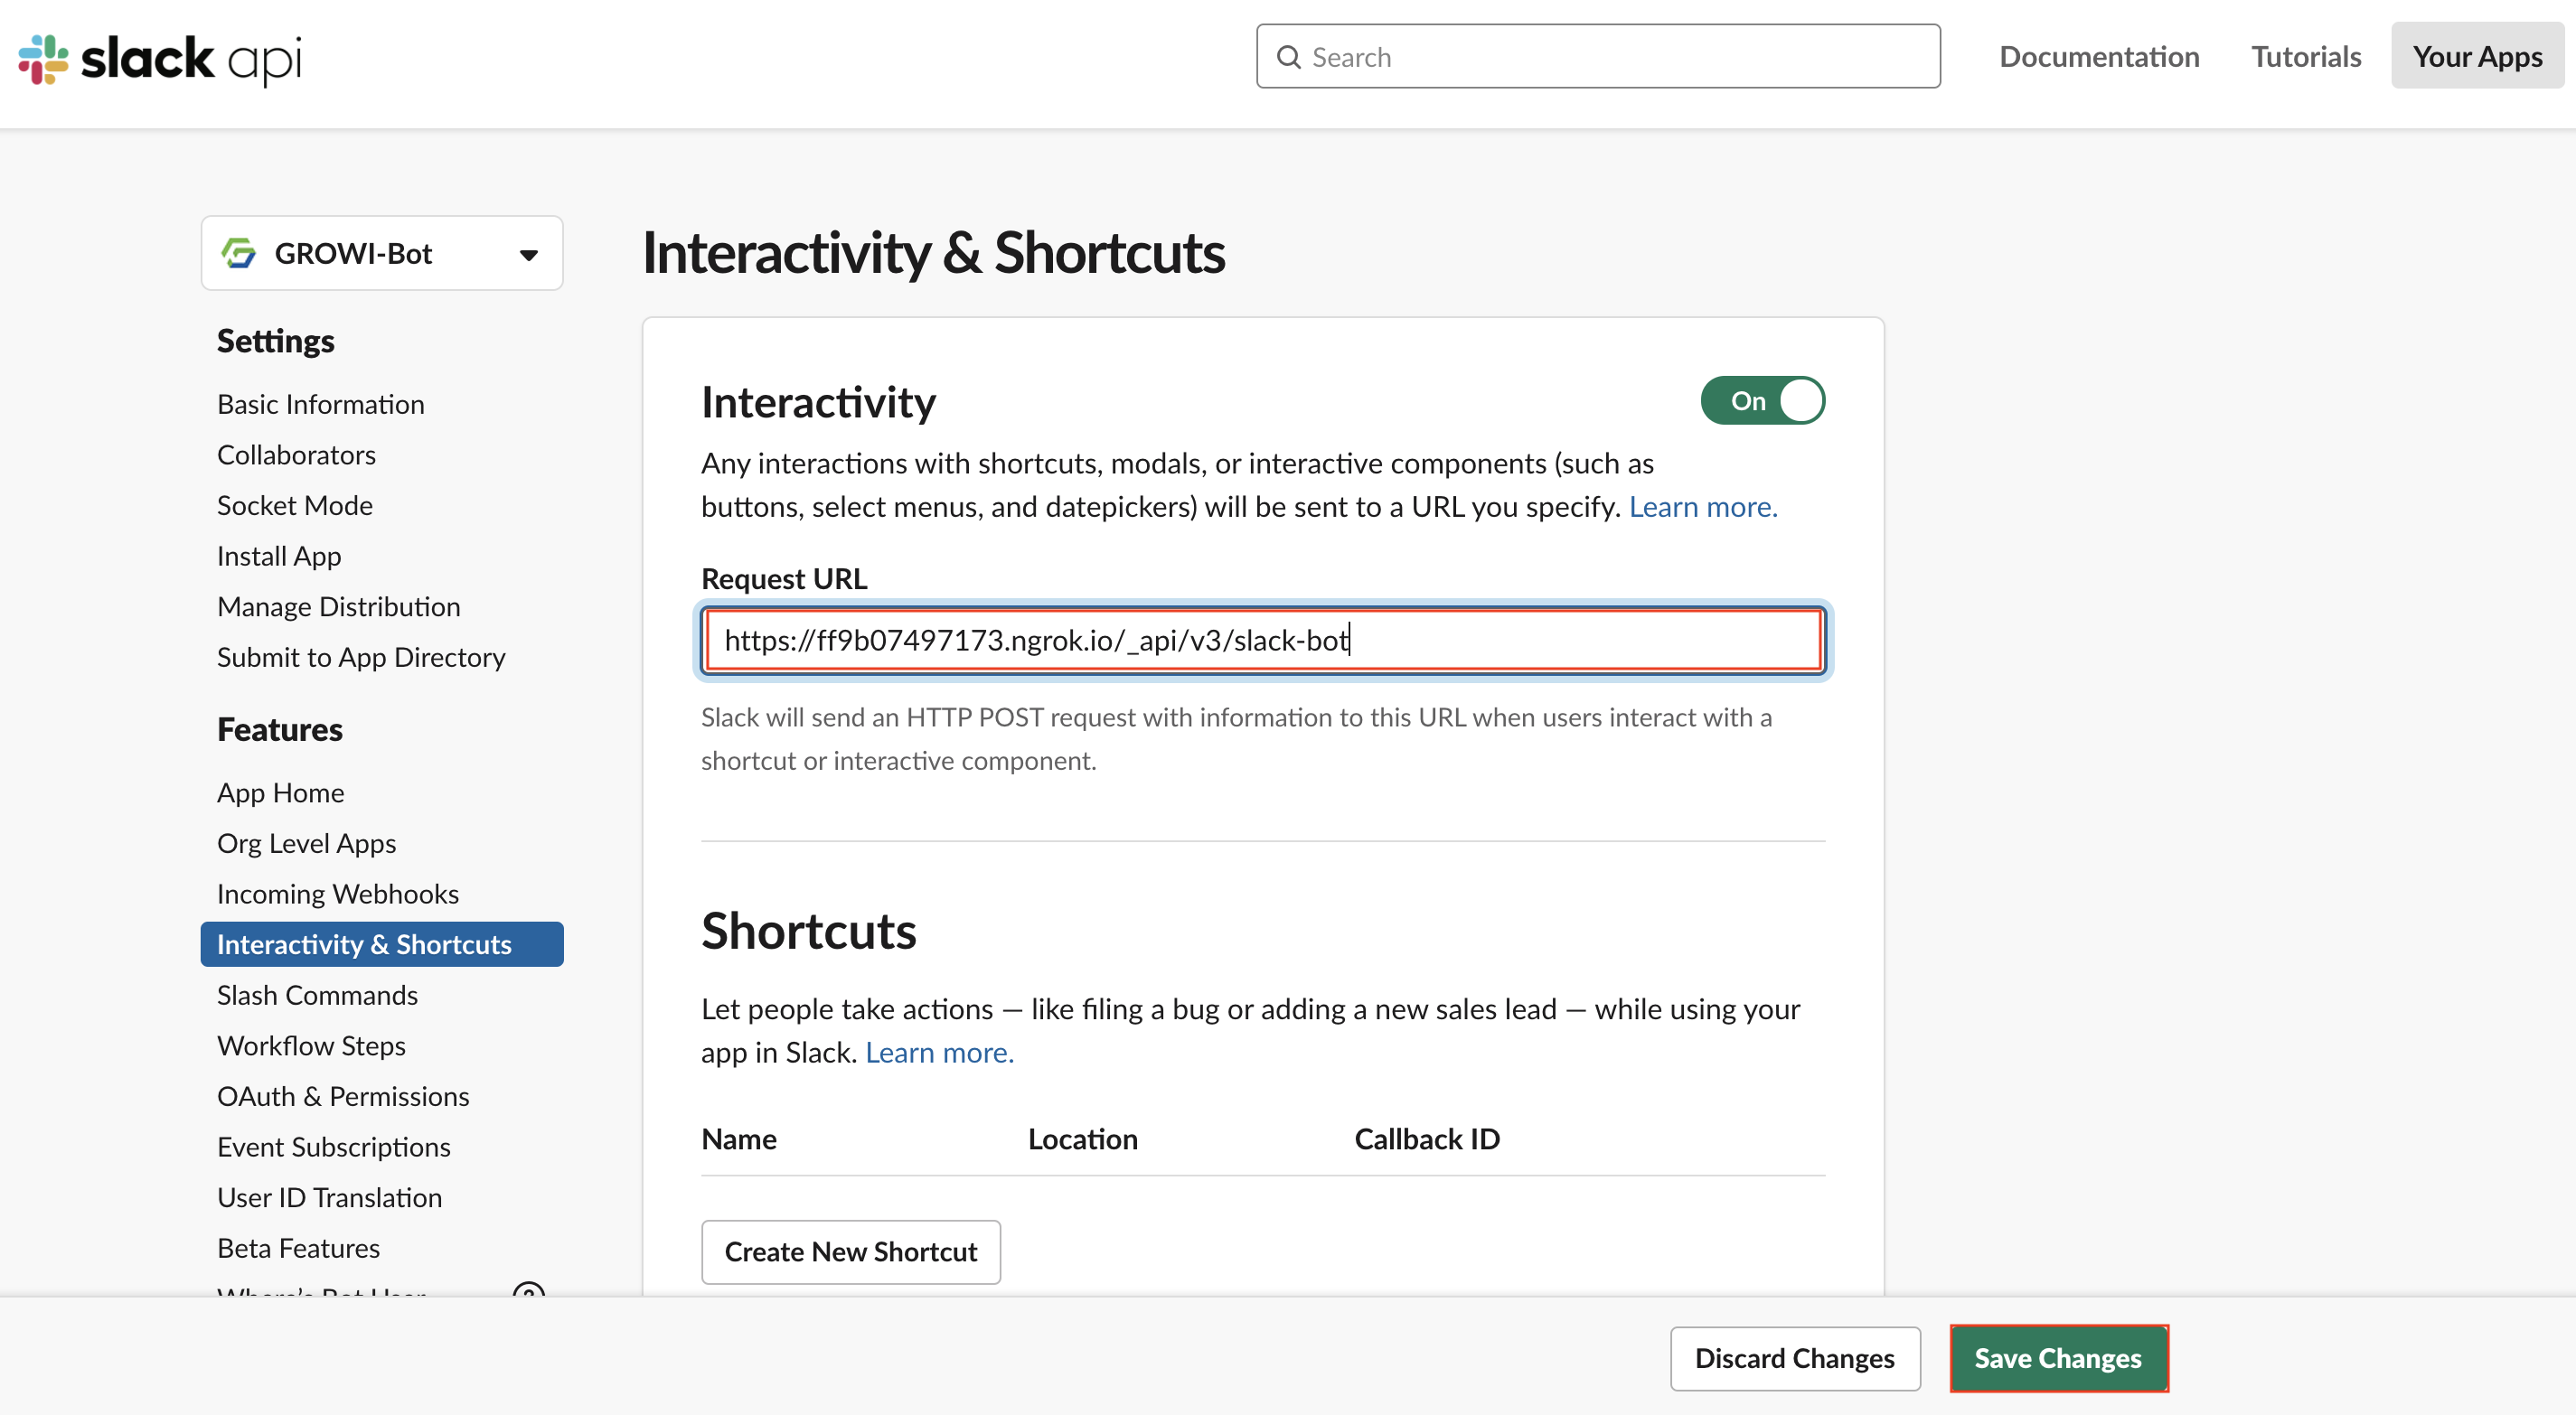 slack api
Search
Documentation
Tutorials
Your Apps
GROWI-Bot
Settings
Basic Information
Collaborators
Socket Mode
Install App
Manage Distribution
Submit to App Directory
Features
App Home
Org Level Apps
Incoming Webhooks
Interactivity & Shortcuts
Slash Commands
Workflow Steps
OAuth & Permissions
Event Subscriptions
User ID Translation
Beta Features
Where's Bot User
Interactivity & Shortcuts
Interactivity
On
Any interactions with shortcuts, modals, or interactive components (such as
buttons, select menus, and datepickers) will be sent to a URL you specify. Learn more.
Request URL
https://ff9b07497173.ngrok.io/_api/v3/slack-bot
Slack will send an HTTP POST request with information to this URL when users interact with a
shortcut or interactive component.
Shortcuts
Let people take actions — like filing a bug or adding a new sales lead — while using your
app in Slack. Learn more.
Name Location Callback ID
Create New Shortcut
Discard Changes
Save Changes